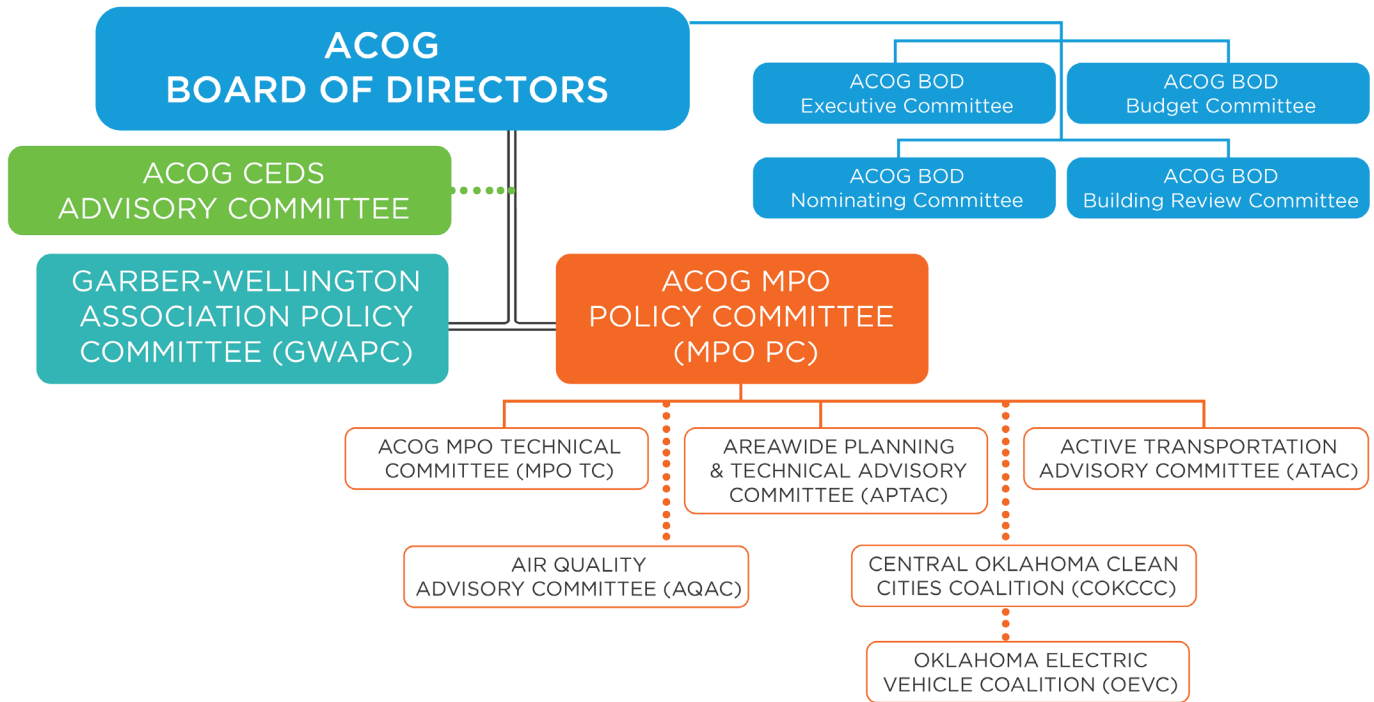 ACOG
BOARD OF DIRECTORS
ACOG BOD
Executive Committee
ACOG BOD
Budget Committee
ACOG BOD
Nominating Committee
ACOG BOD
Building Review Committee
ACOG CEDS
ADVISORY COMMITTEE
GARBER-WELLINGTON
ASSOCIATION POLICY
COMMITTEE (GWAPC)
ACOG MPO
POLICY COMMITTEE
(MPO PC)
ACOG MPO TECHNICAL
COMMITTEE (MPO TC)
AREAWIDE PLANNING
& TECHNICAL ADVISORY
COMMITTEE (APTAC)
ACTIVE TRANSPORTATION
ADVISORY COMMITTEE (ATAC)
AIR QUALITY
ADVISORY COMMITTEE (AQAC)
CENTRAL OKLAHOMA CLEAN
CITIES COALITION (COKCCC)
OKLAHOMA ELECTRIC
VEHICLE COALITION (OEVC)